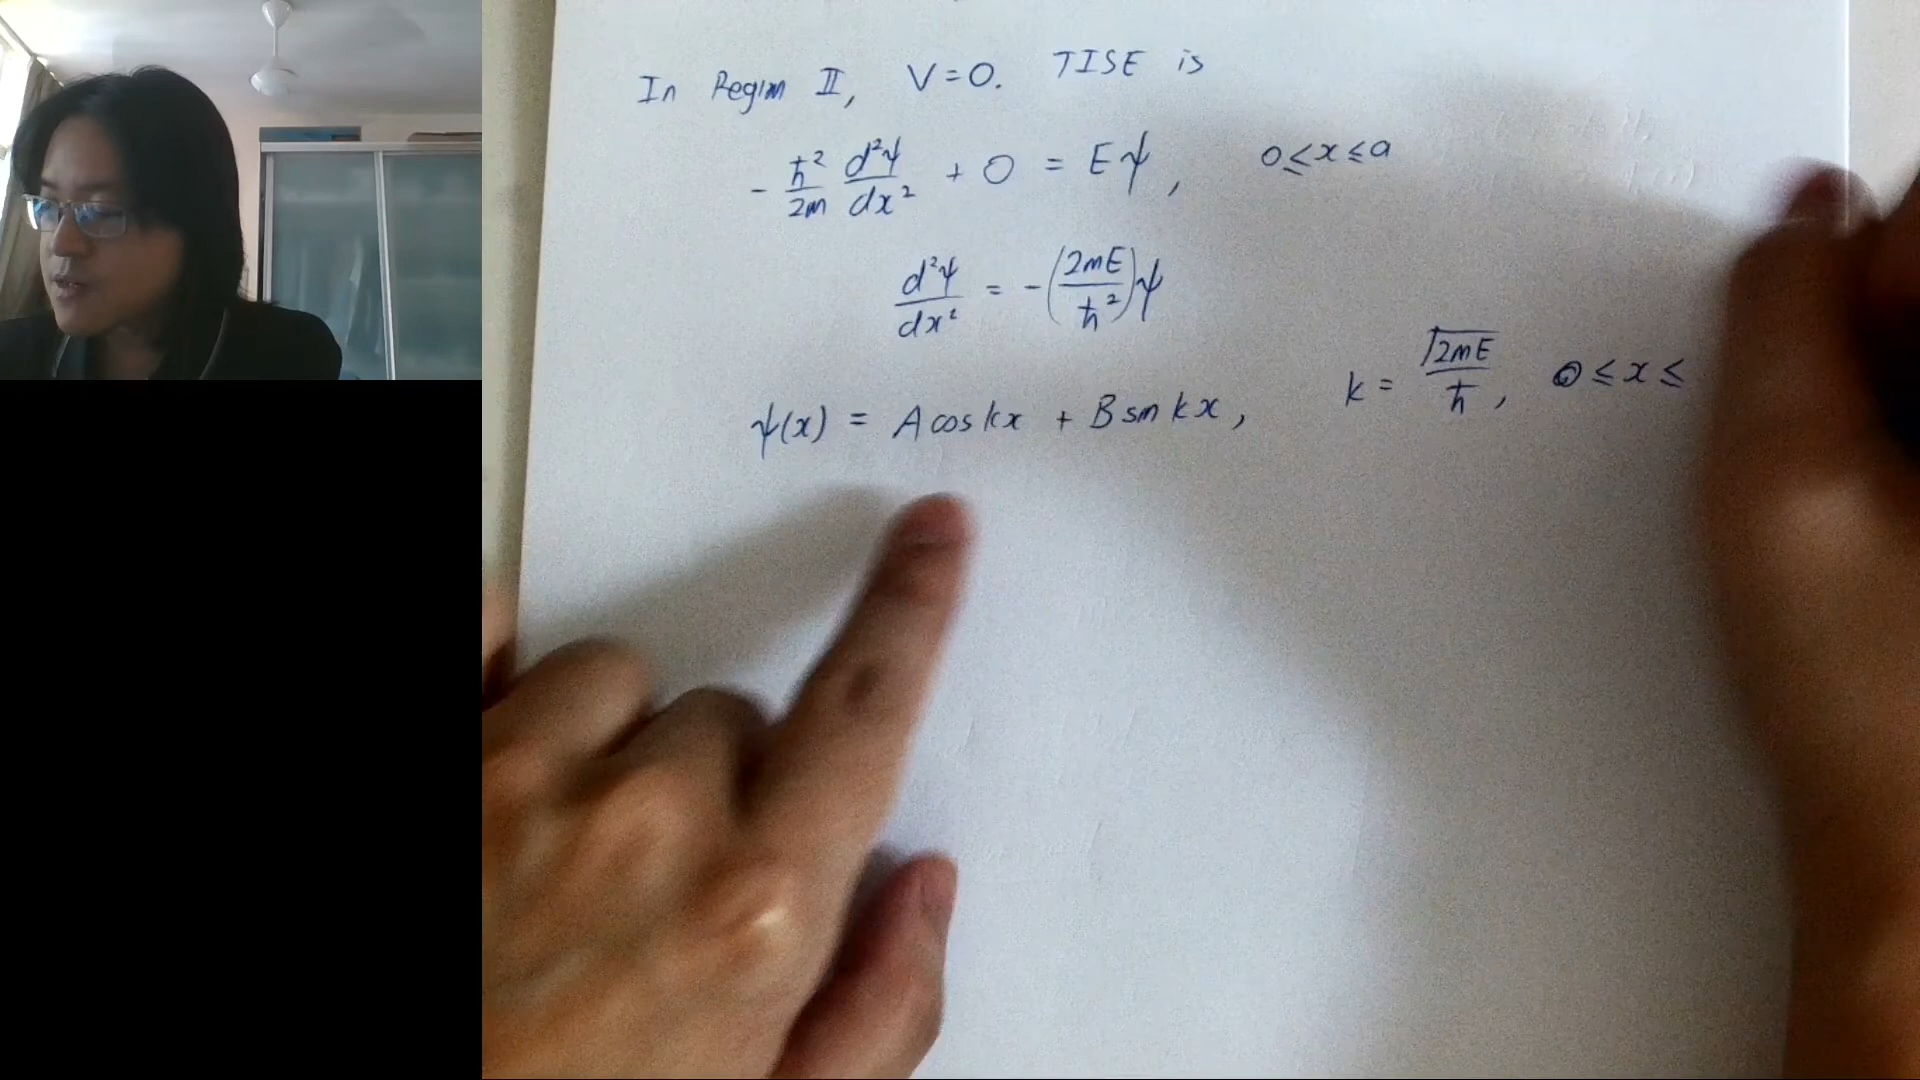 In Region II, V=0. TISE is
- ħ²/2m d²ψ/dx² + 0 = Eψ, 0≤x≤a
d²ψ/dx² = -(2mE/ħ²)ψ
ψ(x) = A cos kx + B sin kx, k = √2mE/ħ, 0≤x≤